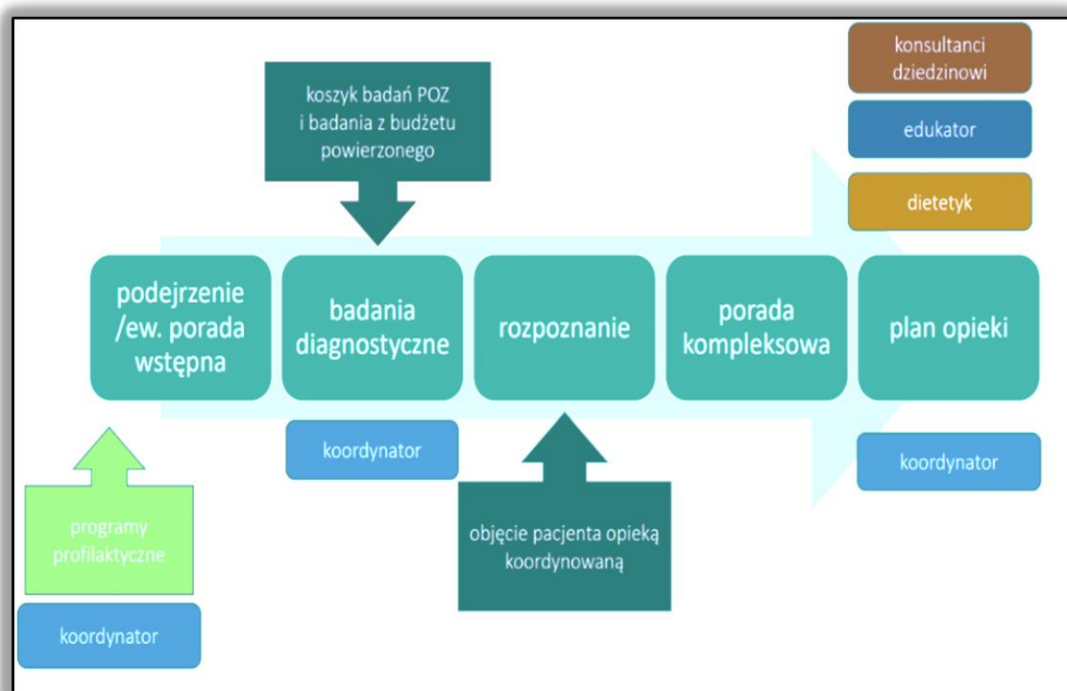 konsultanci
dziedzinowi
koszyk badań POZ
i badania z budżetu
powierzonego
edukator
dietetyk
podejrzenie
/ew. porada
wstępna
badania
diagnostyczne
rozpoznanie
porada
kompleksowa
plan opieki
koordynator
koordynator
programy
profilaktyczne
objęcie pacjenta opieką
koordynowaną
koordynator